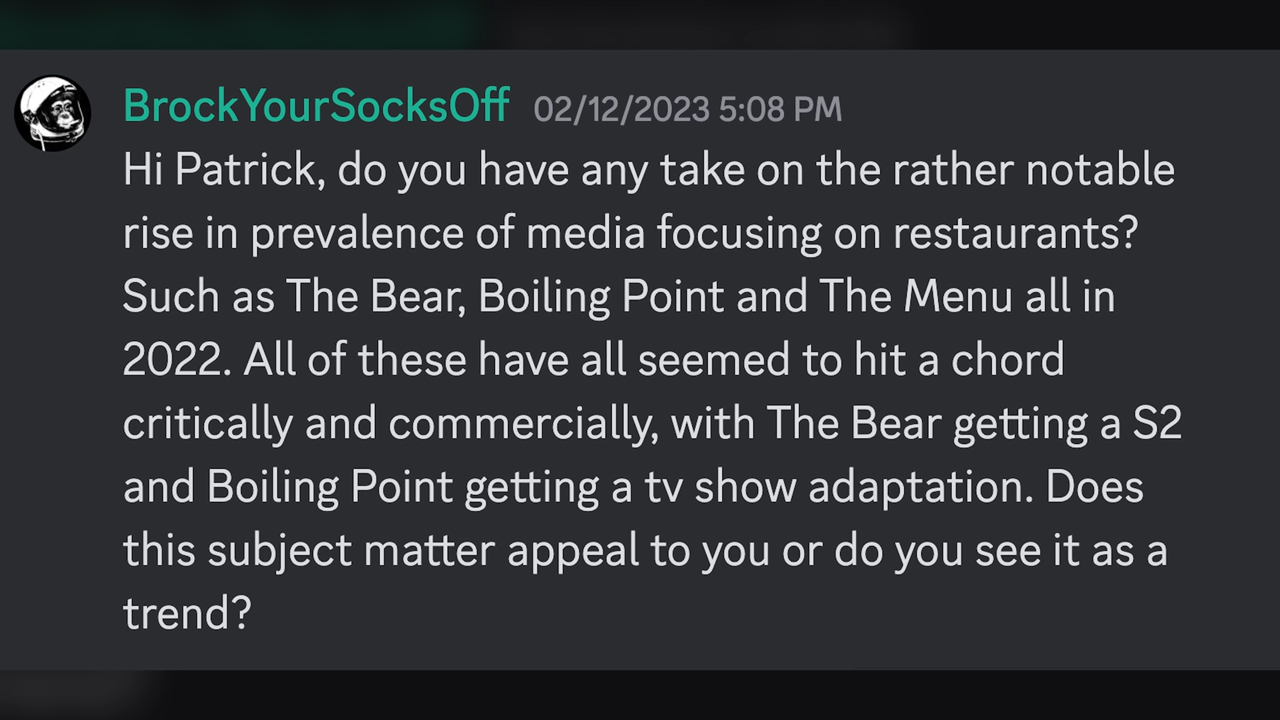 BrockYourSocksOff 02/12/2023 5:08 PM
Hi Patrick, do you have any take on the rather notable
rise in prevalence of media focusing on restaurants?
Such as The Bear, Boiling Point and The Menu all in
2022. All of these have all seemed to hit a chord
critically and commercially, with The Bear getting a S2
and Boiling Point getting a tv show adaptation. Does
this subject matter appeal to you or do you see it as a
trend?